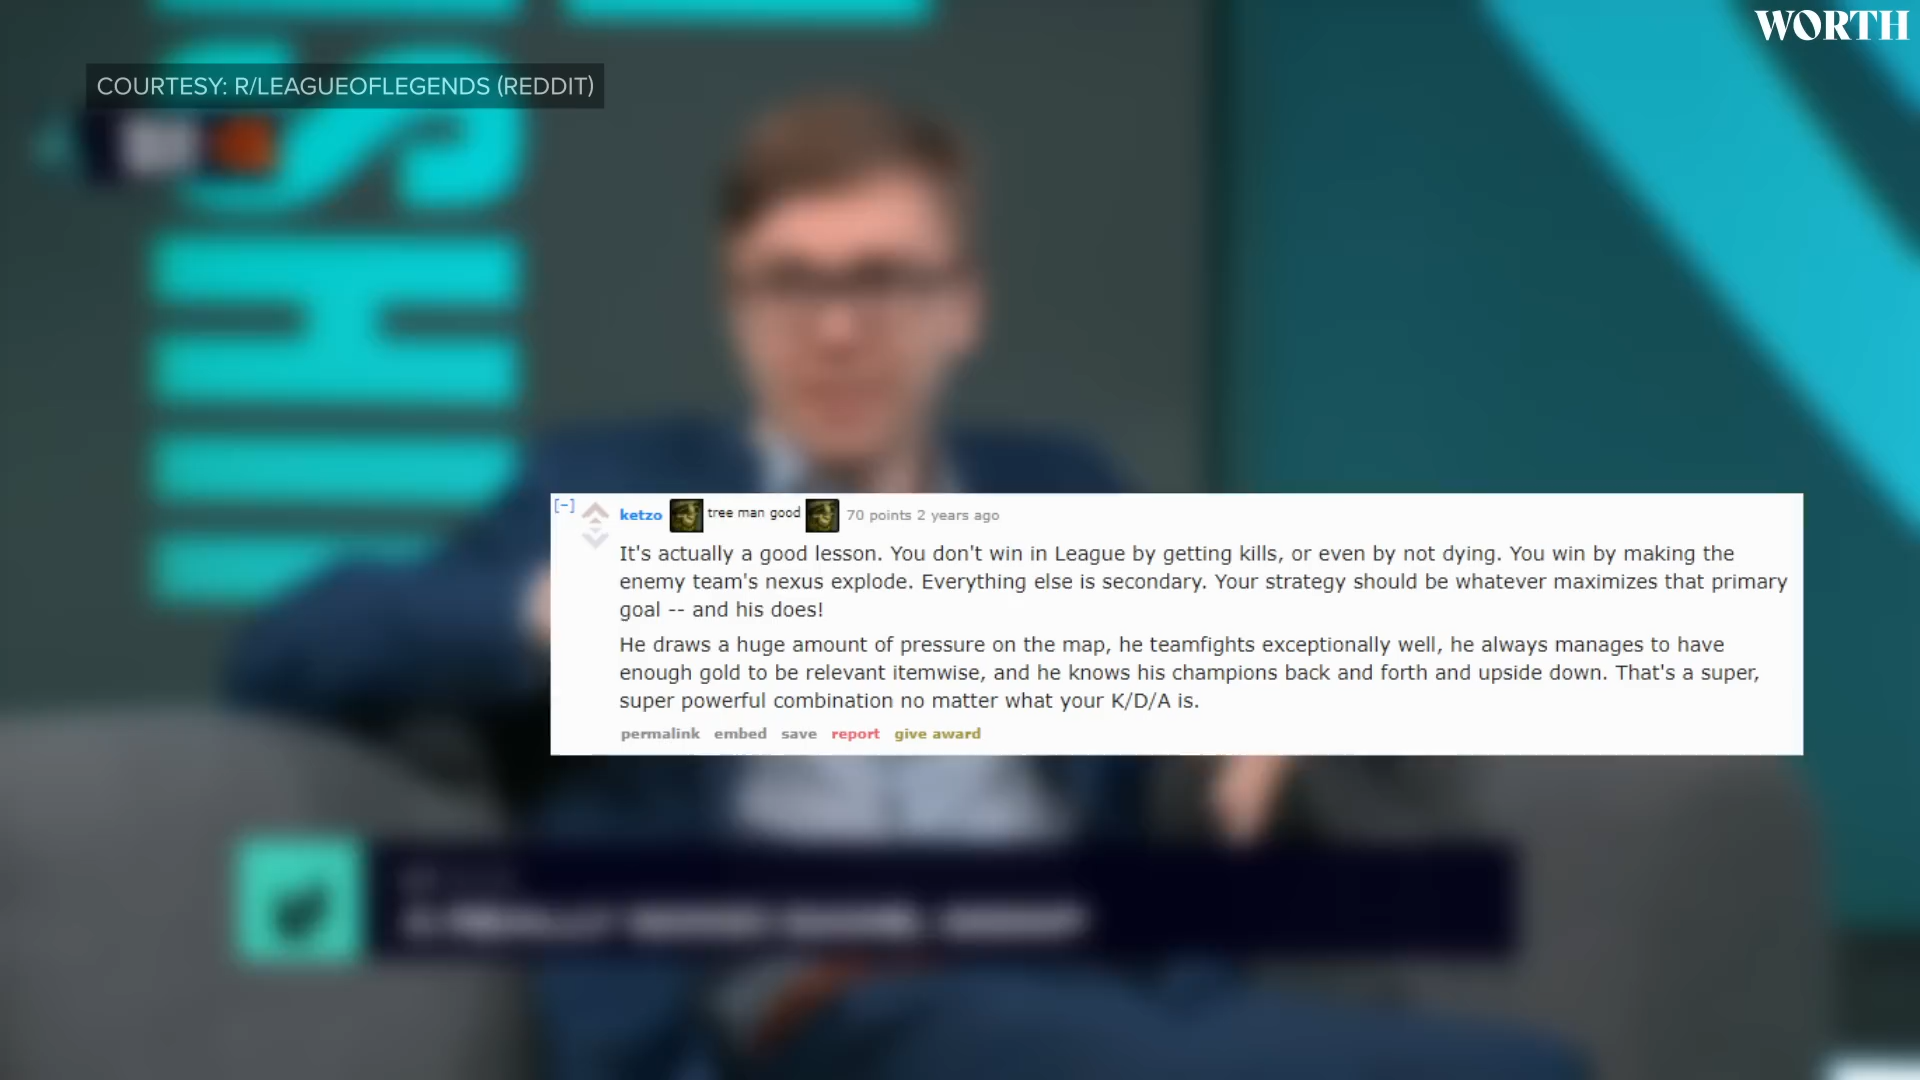 WORTH
COURTESY: R/LEAGUEOFLEGENDS (REDDIT)
[-] ketzo tree man good 70 points 2 years ago
It's actually a good lesson. You don't win in League by getting kills, or even by not dying. You win by making the
enemy team's nexus explode. Everything else is secondary. Your strategy should be whatever maximizes that primary
goal -- and his does!
He draws a huge amount of pressure on the map, he teamfights exceptionally well, he always manages to have
enough gold to be relevant itemwise, and he knows his champions back and forth and upside down. That's a super,
super powerful combination no matter what your K/D/A is.
permalink embed save report give award